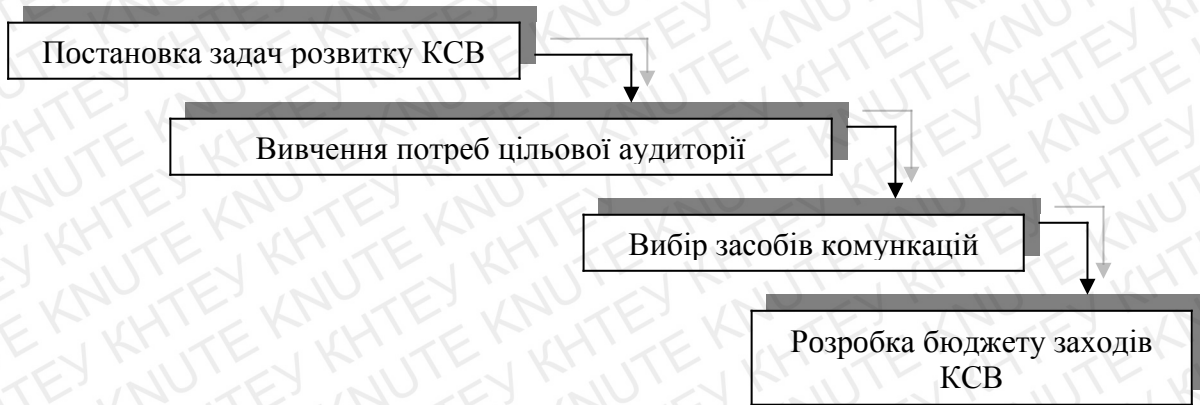 Постановка задач розвитку КСВ
Вивчення потреб цільової аудиторії
Вибір засобів комункацій
Розробка бюджету заходів
КСВ